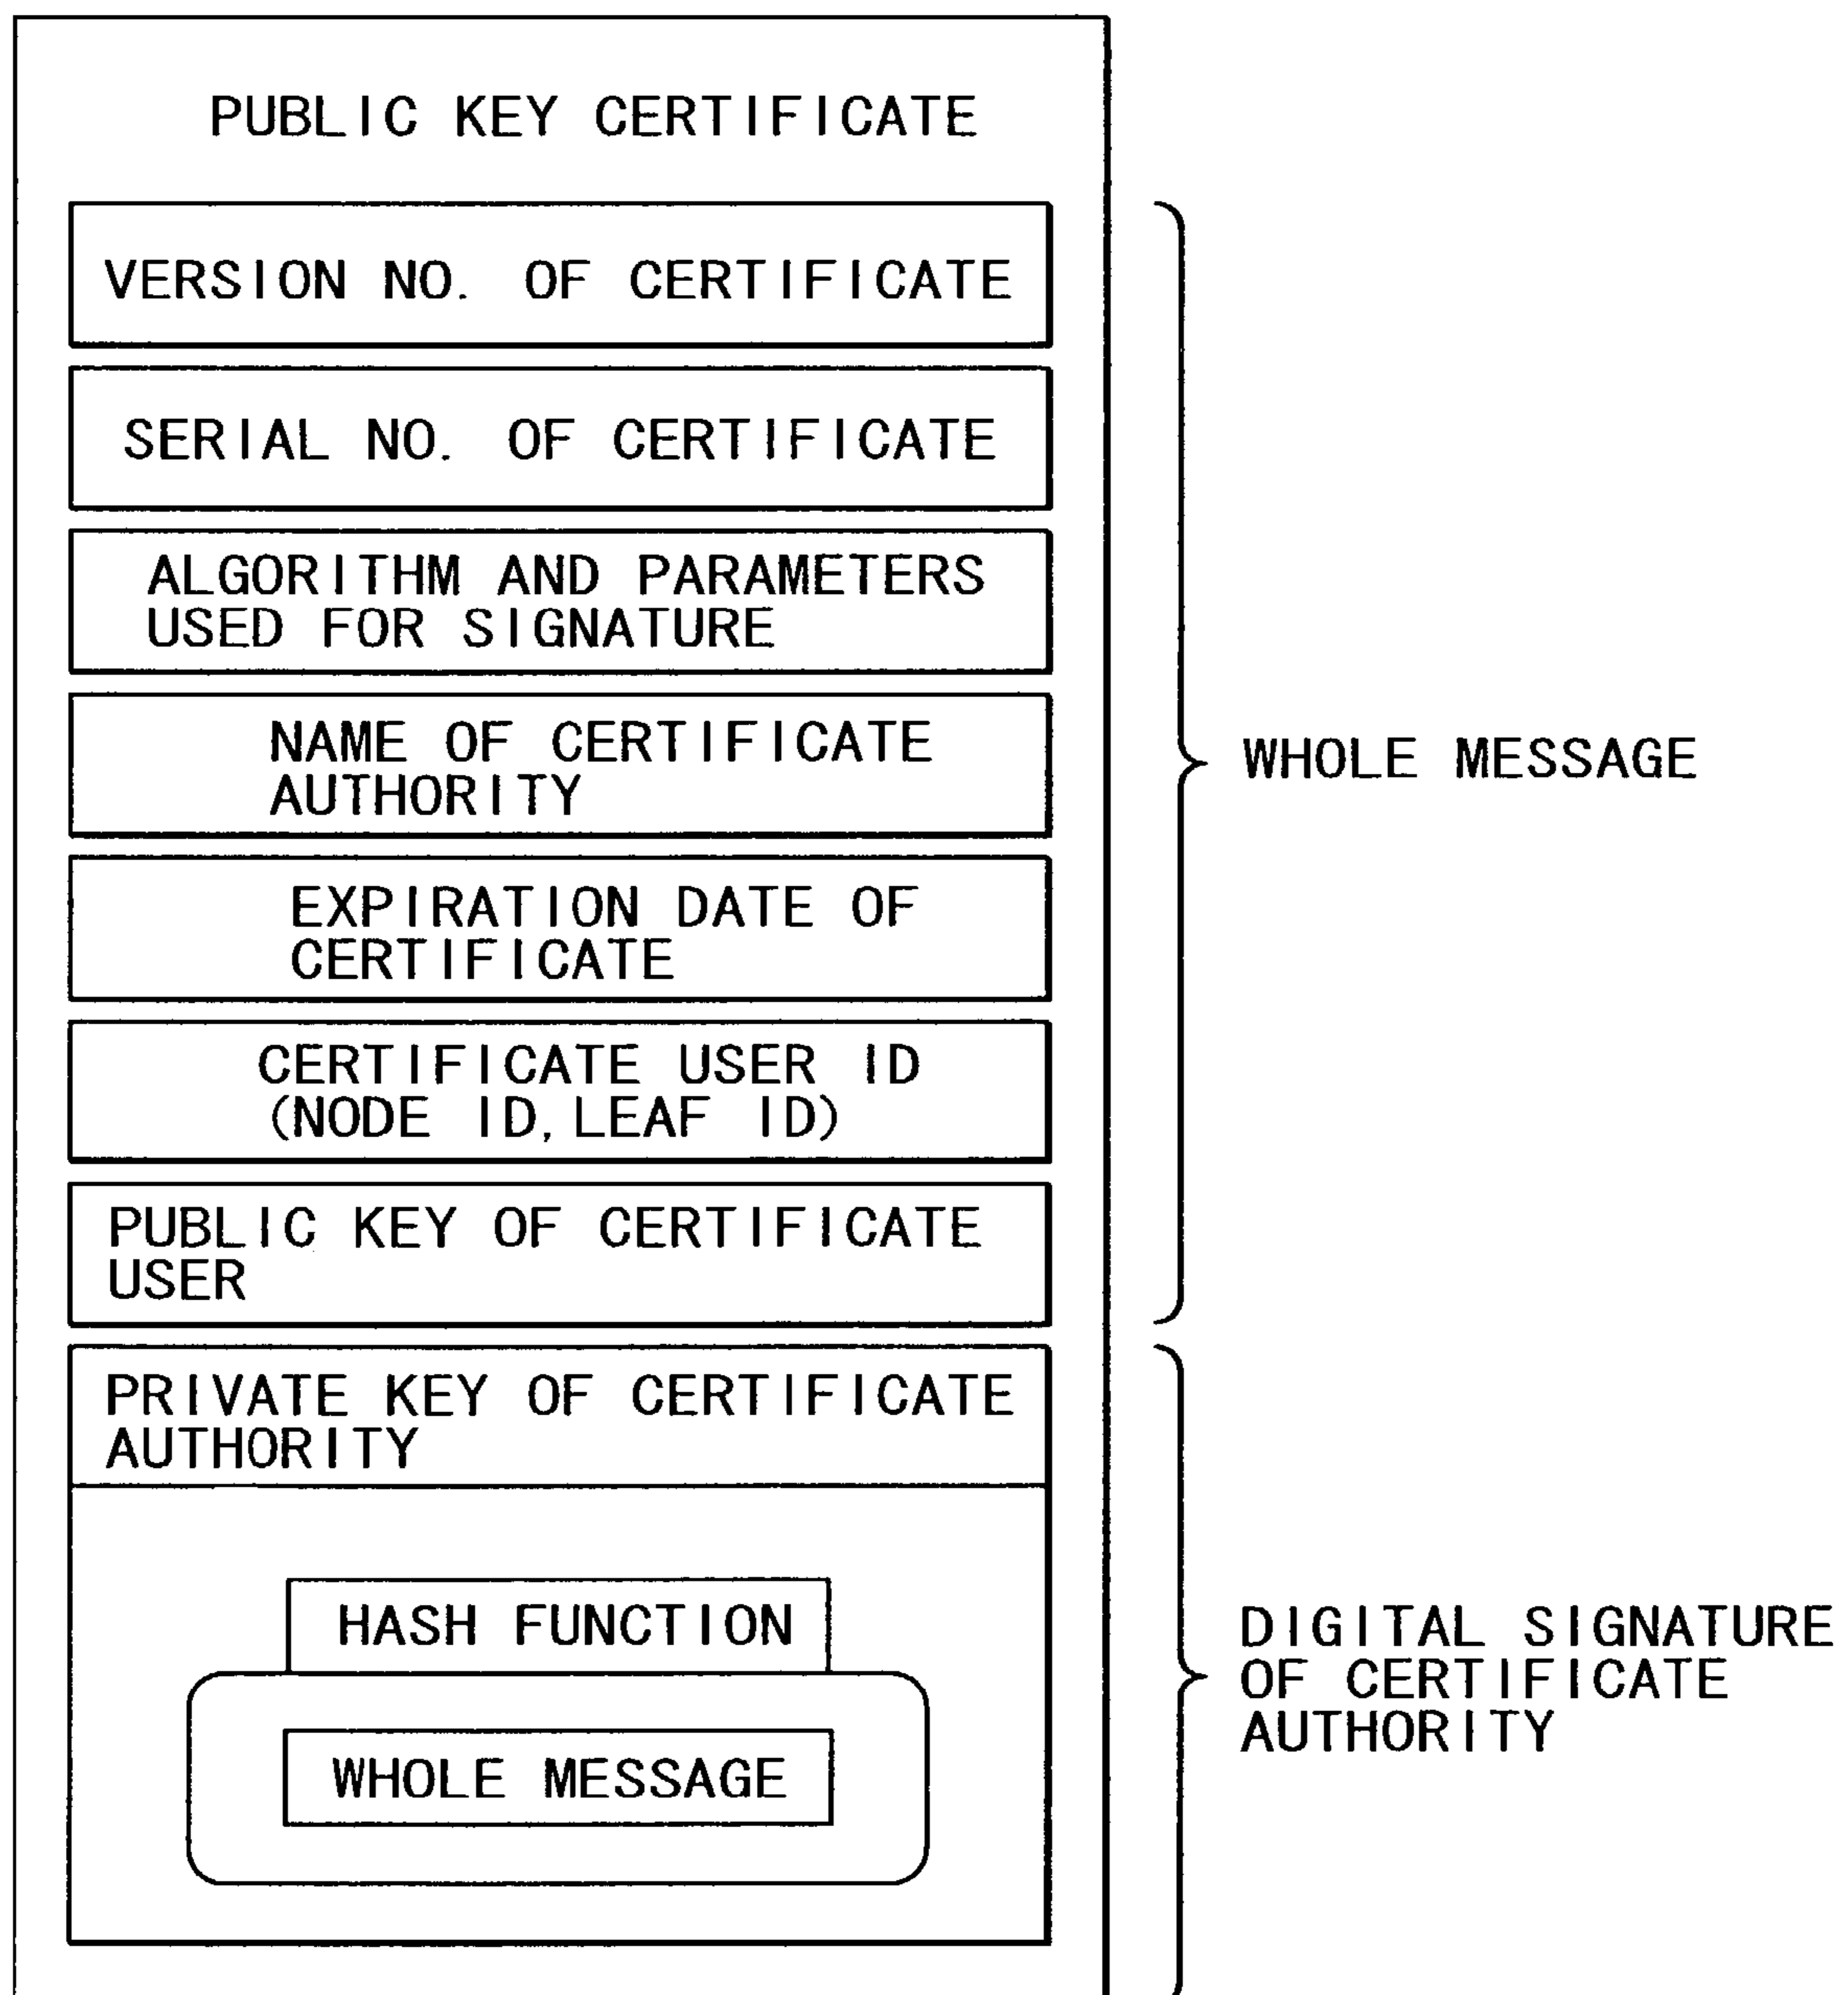 PUBLIC KEY CERTIFICATE
VERSION NO. OF CERTIFICATE
SERIAL NO. OF CERTIFICATE
ALGORITHM AND PARAMETERS
USED FOR SIGNATURE
NAME OF CERTIFICATE
AUTHORITY
EXPIRATION DATE OF
CERTIFICATE
CERTIFICATE USER ID
(NODE ID, LEAF ID)
PUBLIC KEY OF CERTIFICATE
USER
WHOLE MESSAGE
PRIVATE KEY OF CERTIFICATE
AUTHORITY
HASH FUNCTION
WHOLE MESSAGE
DIGITAL SIGNATURE
OF CERTIFICATE
AUTHORITY